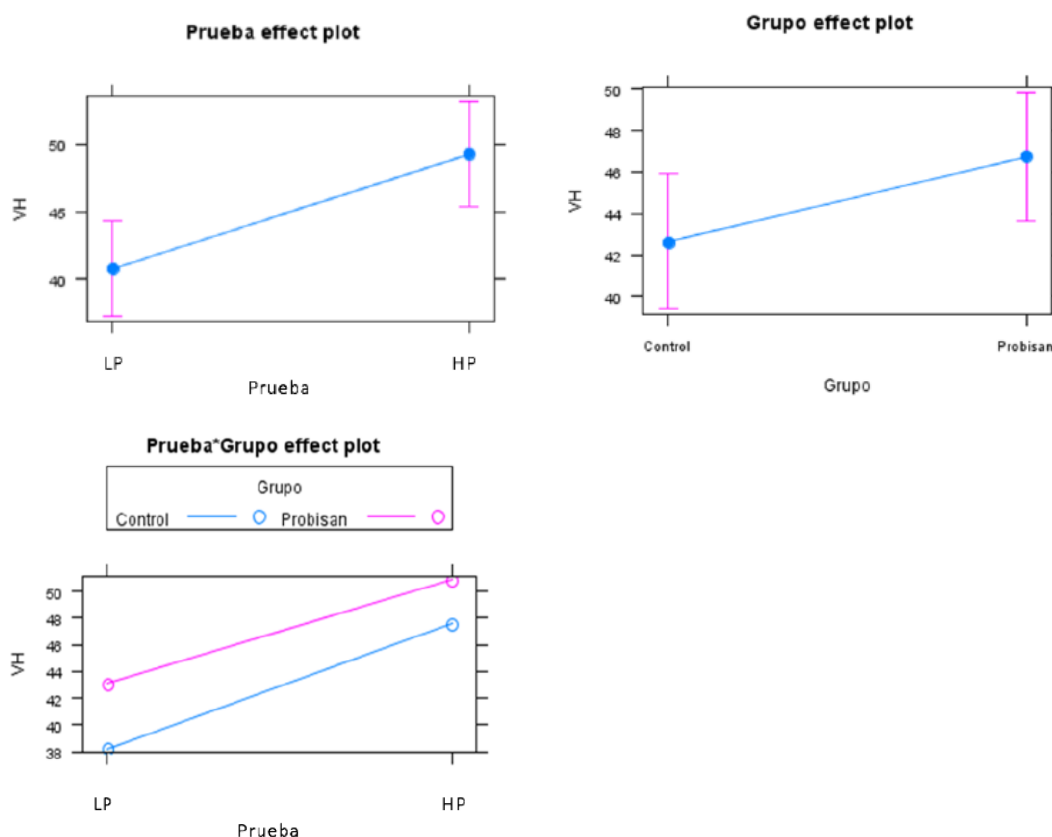 Prueba effect plot
VH
50
45
40
LP
HP
Prueba
Grupo effect plot
VH
50
48
46
44
42
40
Control
Probisan
Grupo
Prueba*Grupo effect plot
Grupo
Control
Probisan
VH
50
48
46
44
42
40
38
LP
HP
Prueba